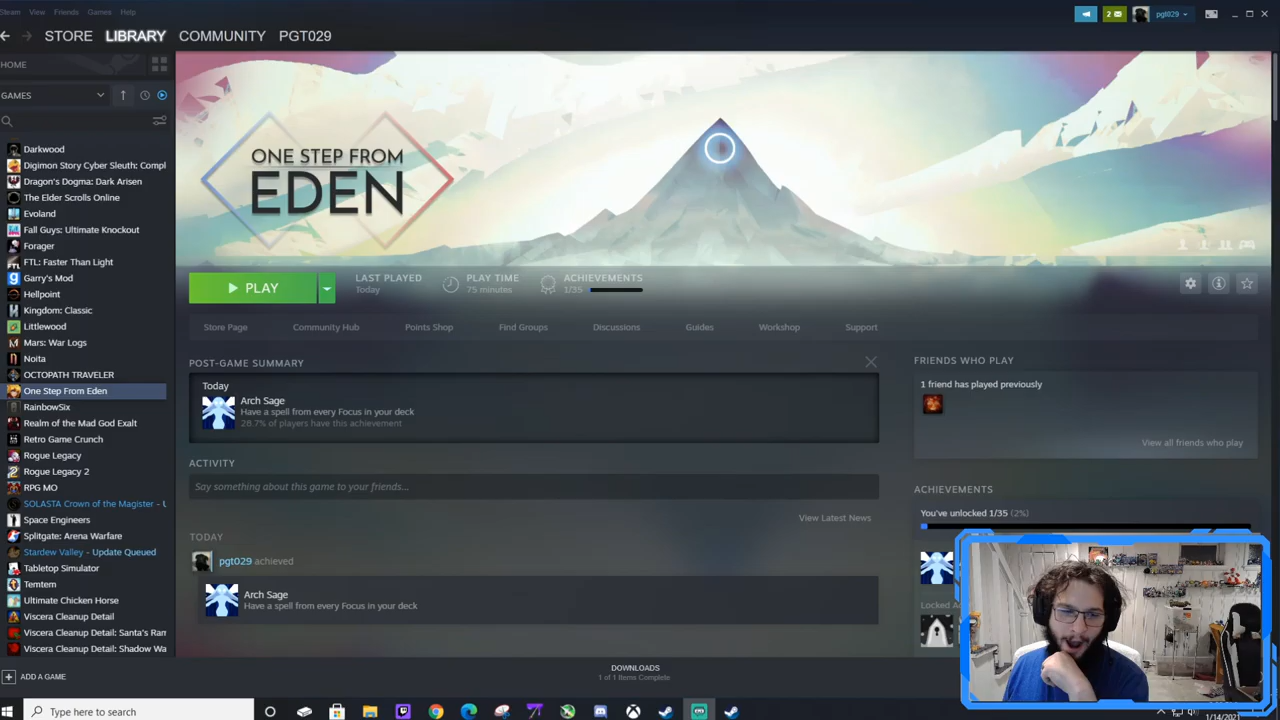 Steam View Friends Games Help
2
pgt029
STORE LIBRARY COMMUNITY PGT029
HOME
GAMES
Darkwood
Digimon Story Cyber Sleuth: Compl
Dragon's Dogma: Dark Arisen
The Elder Scrolls Online
Evoland
Fall Guys: Ultimate Knockout
Forager
FTL: Faster Than Light
Garry's Mod
Hellpoint
Kingdom: Classic
Littlewood
Mars: War Logs
Noita
OCTOPATH TRAVELER
One Step From Eden
RainbowSix
Realm of the Mad God Exalt
Retro Game Crunch
Rogue Legacy
Rogue Legacy 2
RPG MO
SOLASTA Crown of the Magister - U
Space Engineers
Splitgate: Arena Warfare
Stardew Valley - Update Queued
Tabletop Simulator
Temtem
Ultimate Chicken Horse
Viscera Cleanup Detail
Viscera Cleanup Detail: Santa's Ram
Viscera Cleanup Detail: Shadow Wa
ADD A GAME
ONE STEP FROM
EDEN
PLAY
LAST PLAYED
Today
PLAY TIME
75 minutes
ACHIEVEMENTS
1/35
Store Page Community Hub Points Shop Find Groups Discussions Guides Workshop Support
POST-GAME SUMMARY
Today
Arch Sage
Have a spell from every Focus in your deck
28.7% of players have this achievement
ACTIVITY
Say something about this game to your friends...
View Latest News
TODAY
pgt029 achieved
Arch Sage
Have a spell from every Focus in your deck
FRIENDS WHO PLAY
1 friend has played previously
View all friends who play
ACHIEVEMENTS
You've unlocked 1/35 (2%)
Locked
DOWNLOADS
1 of 1 Items Complete
Type here to search